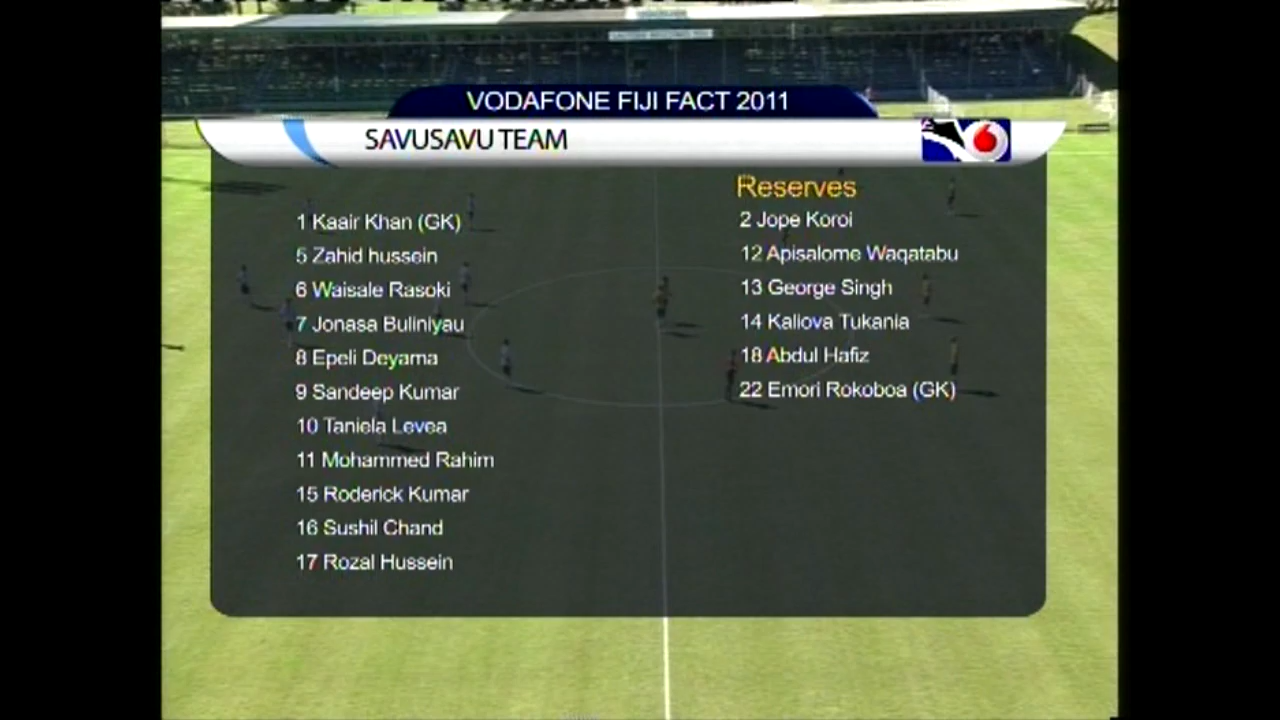 VODAFONE FIJI FACT 2011
SAVUSAVU TEAM
1 Kaair Khan (GK)
5 Zahid hussein
6 Waisale Rasoki
7 Jonasa Buliniyau
8 Epeli Deyama
9 Sandeep Kumar
10 Taniela Levea
11 Mohammed Rahim
15 Roderick Kumar
16 Sushil Chand
17 Rozal Hussein
Reserves
2 Jope Koroi
12 Apisalome Waqatabu
13 George Singh
14 Kaliova Tukania
18 Abdul Hafiz
22 Emori Rokoboa (GK)